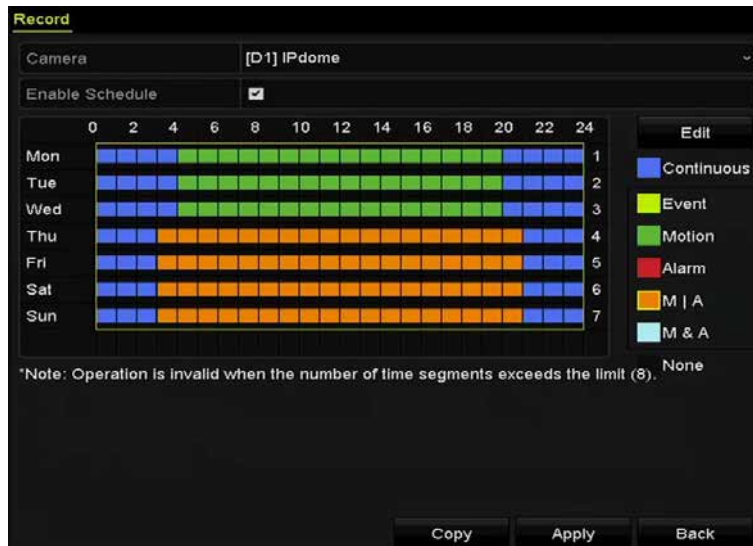 Record
Camera [D1] IPdome
Enable Schedule
0 2 4 6 8 10 12 14 16 18 20 22 24
Edit
Mon 1
Continuous
Tue 2
Wed 3
Event
Thu 4
Motion
Fri 5
Alarm
Sat 6
M | A
Sun 7
M & A
None
*Note: Operation is invalid when the number of time segments exceeds the limit (8).
Copy Apply Back